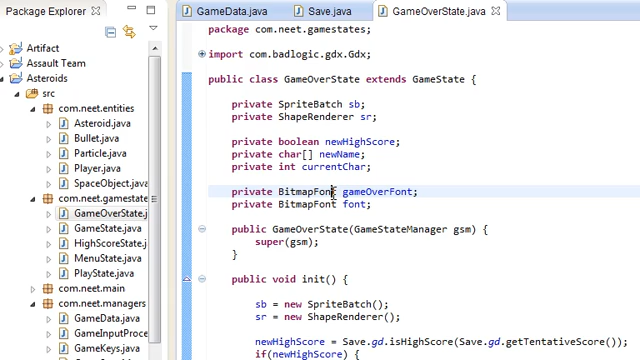 Package Explorer
Artifact
Assault Team
Asteroids
src
com.neet.entities
Asteroid.java
Bullet.java
Particle.java
Player.java
SpaceObject.java
com.neet.gamestate
GameOverState.j
GameState.java
HighScoreState.j
MenuState.java
PlayState.java
com.neet.main
com.neet.managers
GameData.java
GameInputProce
GameKeys.java
GameData.java
Save.java
GameOverState.java
package com.neet.gamestates;
import com.badlogic.gdx.Gdx;
public class GameOverState extends GameState {
private SpriteBatch sb;
private ShapeRenderer sr;
private boolean newHighScore;
private char[] newName;
private int currentChar;
private BitmapFont gameOverFont;
private BitmapFont font;
public GameOverState(GameStateManager gsm) {
super(gsm);
}
public void init() {
sb = new SpriteBatch();
sr = new ShapeRenderer();
newHighScore = Save.gd.isHighScore(Save.gd.getTentativeScore());
if(newHighScore) {